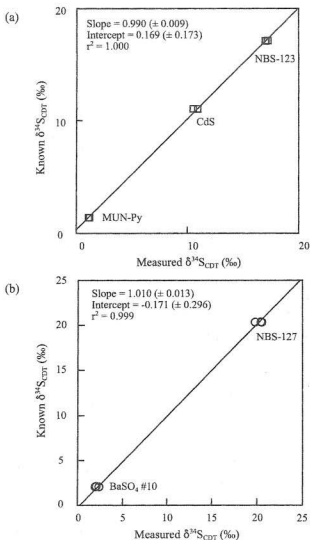 (a)
Slope = 0.990 (± 0.009)
Intercept = 0.169 (± 0.173)
r² = 1.000
20
10
0
Known δ³⁴S_CDT (‰)
NBS-123
CdS
MUN-Py
0 10 20
Measured δ³⁴S_CDT (‰)
(b)
Slope = 1.010 (± 0.013)
Intercept = -0.171 (± 0.296)
r² = 0.999
25
20
15
10
5
0
Known δ³⁴S_CDT (‰)
NBS-127
BaSO₄ #10
0 5 10 15 20 25
Measured δ³⁴S_CDT (‰)